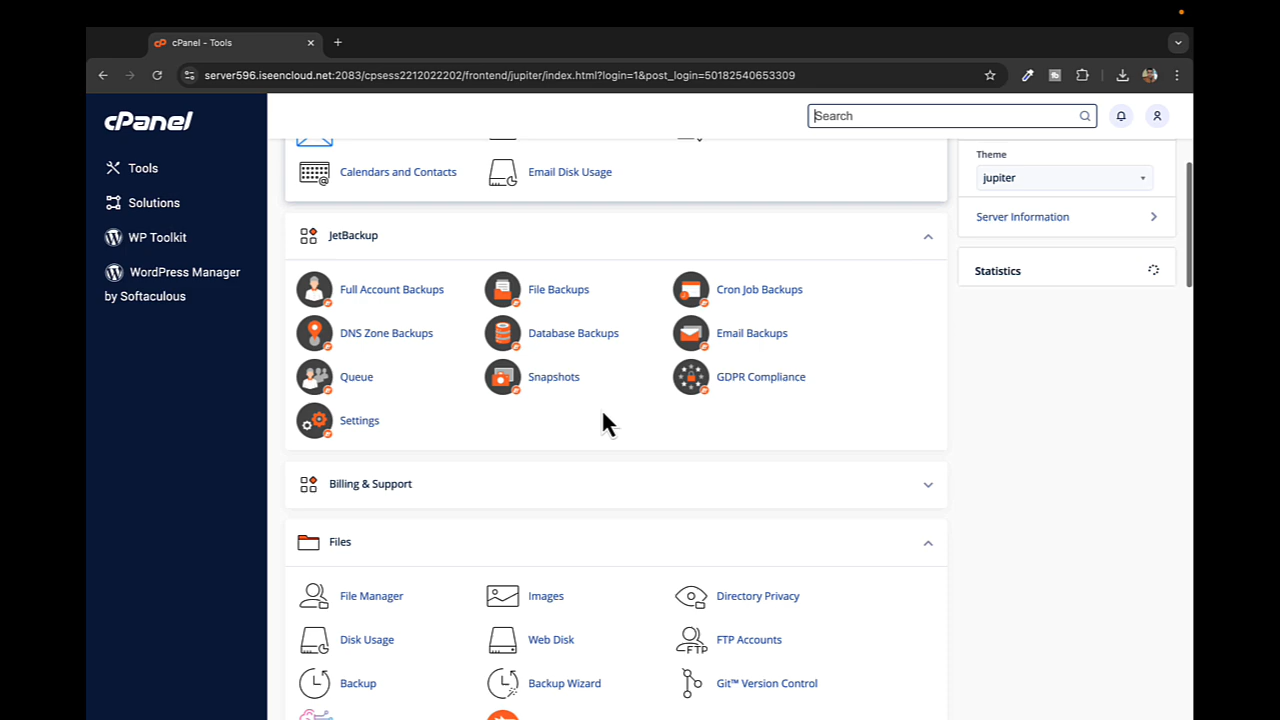 cPanel - Tools
server596.iseencloud.net:2083/cpsess2212022202/frontend/jupiter/index.html?login=1&post_login=50182540653309
cPanel
Search
Tools
Solutions
WP Toolkit
WordPress Manager
by Softaculous
Calendars and Contacts
Email Disk Usage
JetBackup
Full Account Backups
File Backups
Cron Job Backups
DNS Zone Backups
Database Backups
Email Backups
Queue
Snapshots
GDPR Compliance
Settings
Billing & Support
Files
File Manager
Images
Directory Privacy
Disk Usage
Web Disk
FTP
FTP Accounts
Backup
Backup Wizard
Git™ Version Control
Theme
jupiter
Server Information
Statistics